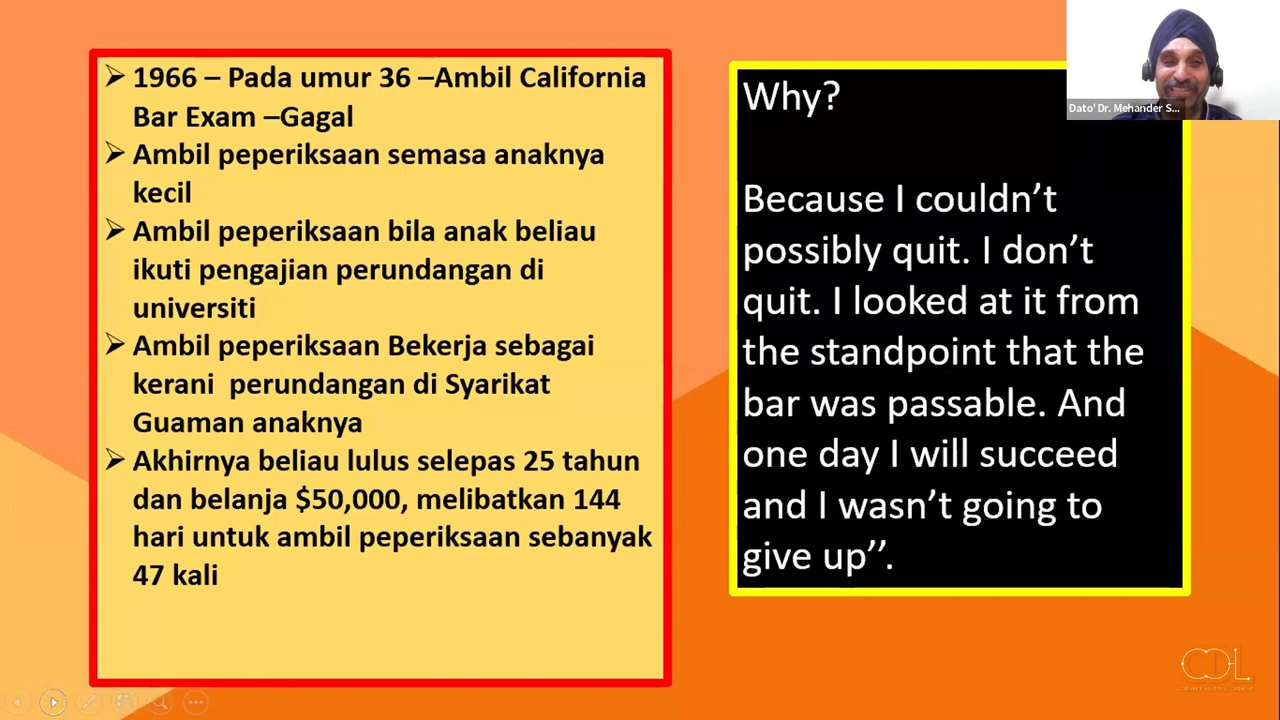 ➢ 1966 – Pada umur 36 –Ambil California
Bar Exam –Gagal
➢ Ambil peperiksaan semasa anaknya
kecil
➢ Ambil peperiksaan bila anak beliau
ikuti pengajian perundangan di
universiti
➢ Ambil peperiksaan Bekerja sebagai
kerani  perundangan di Syarikat
Guaman anaknya
➢ Akhirnya beliau lulus selepas 25 tahun
dan belanja $50,000, melibatkan 144
hari untuk ambil peperiksaan sebanyak
47 kali
Why?
Because I couldn’t
possibly quit. I don’t
quit. I looked at it from
the standpoint that the
bar was passable. And
one day I will succeed
and I wasn’t going to
give up’’.
Dato' Dr. Mehander S...
CDL